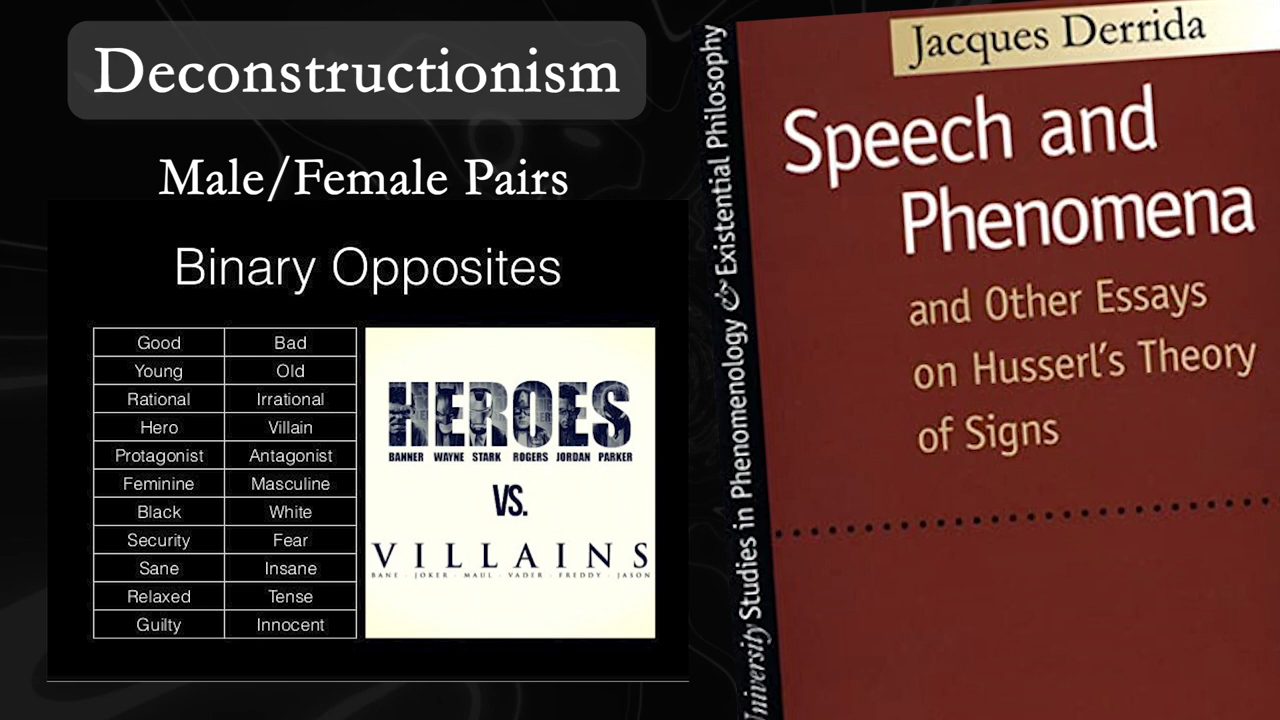 Deconstructionism
Male/Female Pairs
Binary Opposites
Good Bad
Young Old
Rational Irrational
Hero Villain
Protagonist Antagonist
Feminine Masculine
Black White
Security Fear
Sane Insane
Relaxed Tense
Guilty Innocent
HEROES
BANNER WAYNE STARK ROGERS JORDAN PARKER
VS.
VILLAINS
BANE · JOKER · MAUL · VADER · FREDDY · JASON
University Studies in Phenomenology & Existential Philosophy
Jacques Derrida
Speech and
Phenomena
and Other Essays
on Husserl's Theory
of Signs